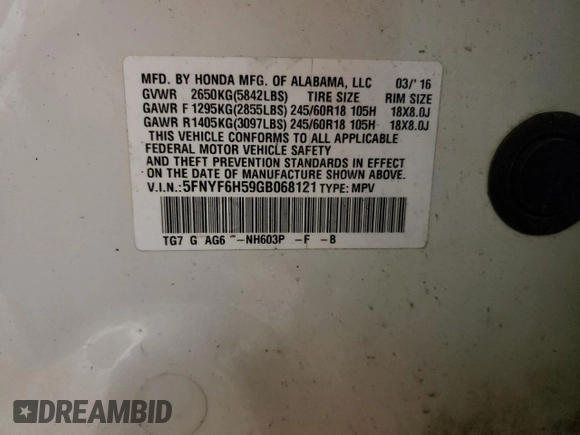 MFD. BY HONDA MFG. OF ALABAMA, LLC 03/'16
GVWR 2650KG(5842LBS) TIRE SIZE RIM SIZE
GAWR F 1295KG(2855LBS) 245/60R18 105H 18X8.0J
GAWR R1405KG(3097LBS) 245/60R18 105H 18X8.0J
THIS VEHICLE CONFORMS TO ALL APPLICABLE
FEDERAL MOTOR VEHICLE SAFETY
AND THEFT PREVENTION STANDARDS IN EFFECT
ON THE DATE OF MANUFACTURE SHOWN ABOVE.
V.I.N.: 5FNYF6H59GB068121 TYPE: MPV
TG7 G AG6 -NH603P -F -B
DREAMBID